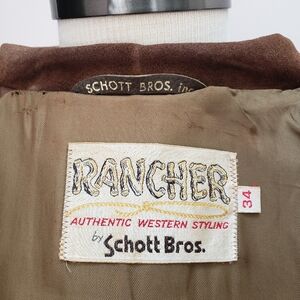 SCHOTT BROS. inc
RANCHER
34
AUTHENTIC WESTERN STYLING
by Schott Bros.